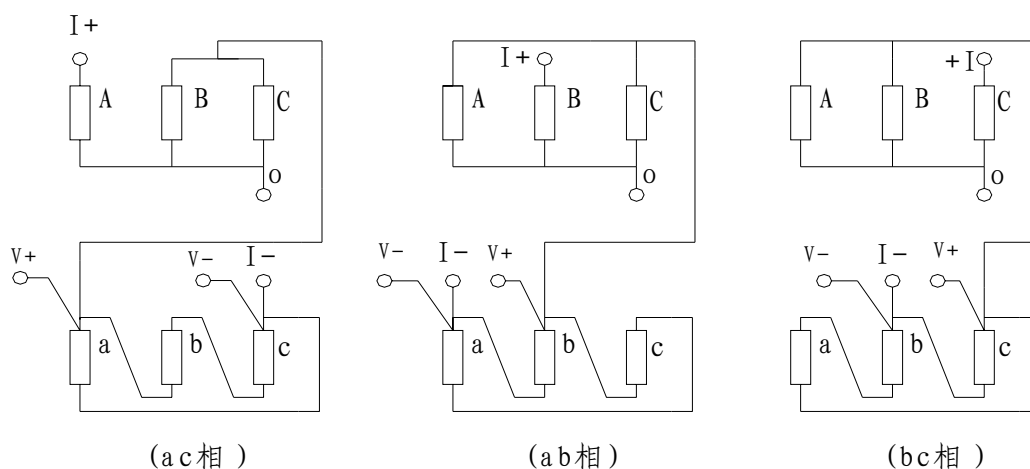 I+
A B C
o
V+ V- I-
a b c
(ac相 )
I+
A B C
o
V- I- V+
a b c
(ab相 )
+I
A B C
o
V- I- V+
a b c
(bc相 )